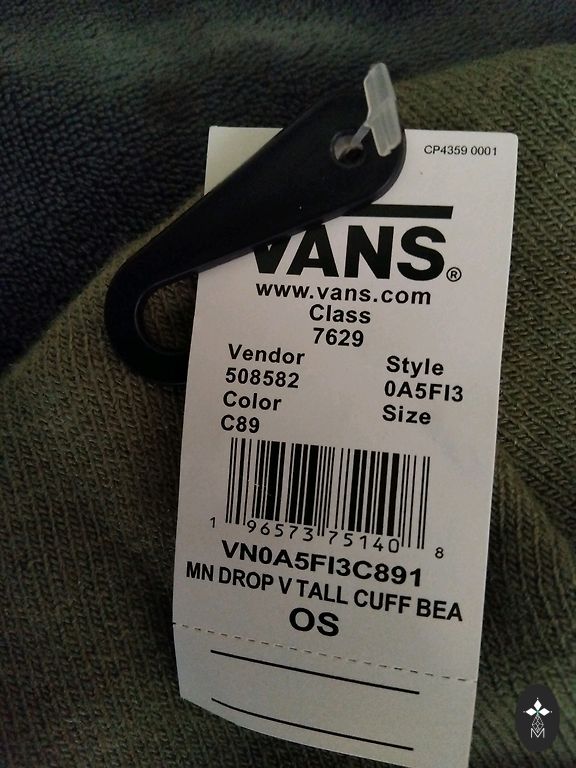 CP4359 0001
VANS®
www.vans.com
Class
7629
Vendor Style
508582 0A5FI3
Color Size
C89
1 96573 75140 8
VN0A5FI3C891
MN DROP V TALL CUFF BEA
OS
M